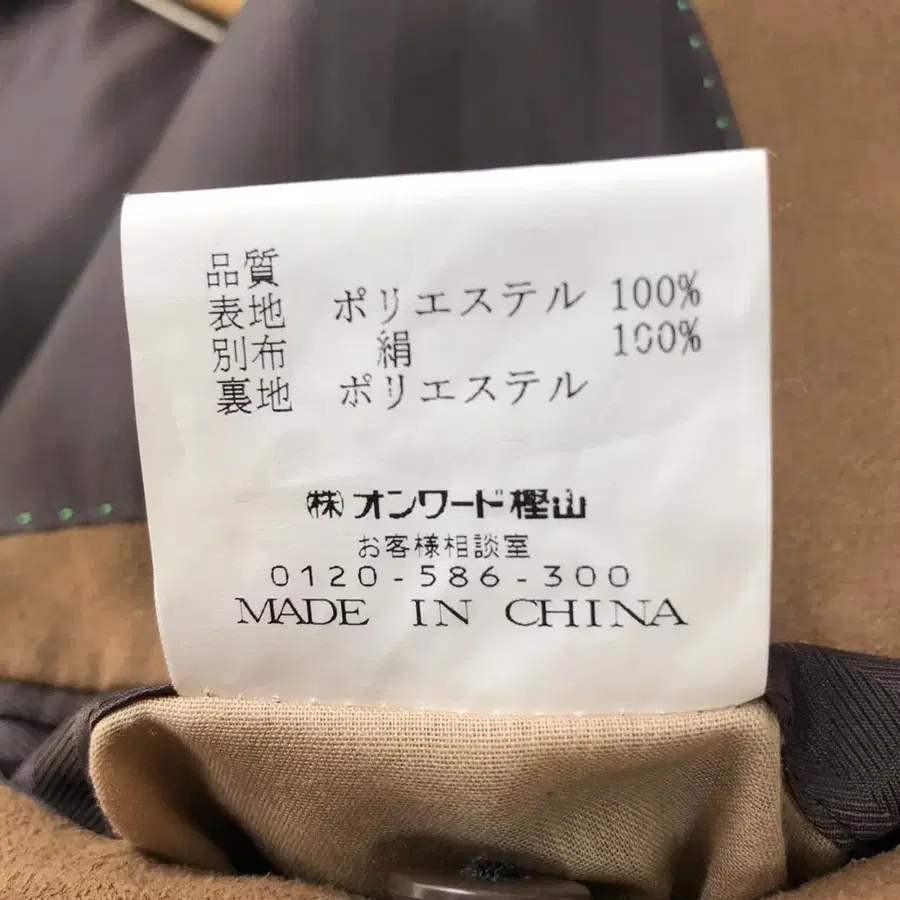 品質
表地 ポリエステル 100%
別布 絹 100%
裏地 ポリエステル
㈱オンワード樫山
お客様相談室
0120-586-300
MADE IN CHINA